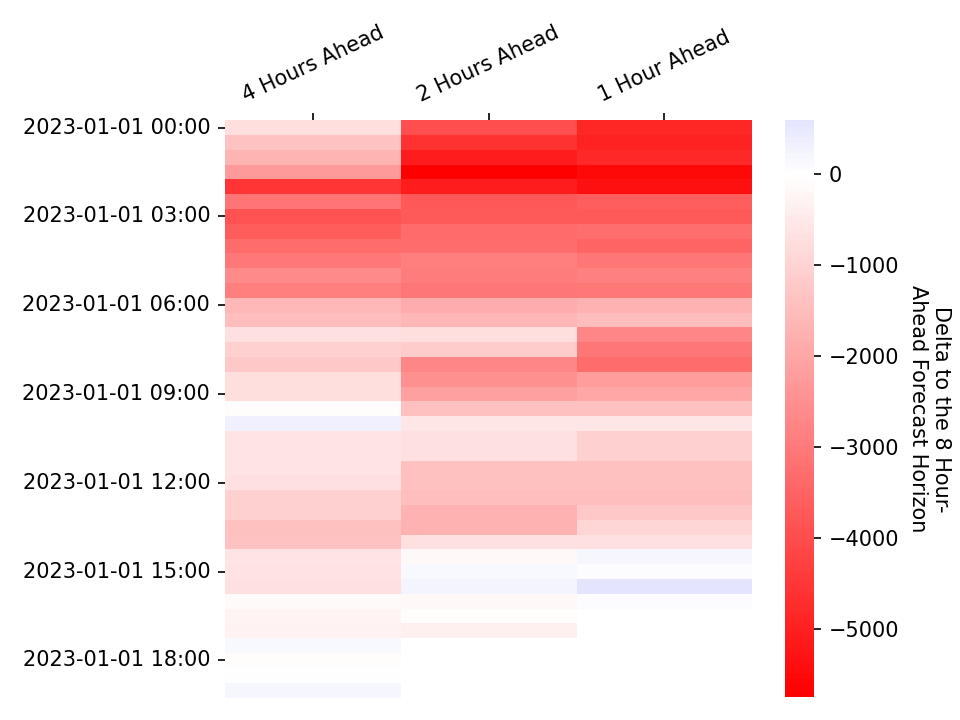 4 Hours Ahead
2 Hours Ahead
1 Hour Ahead
2023-01-01 00:00
2023-01-01 03:00
2023-01-01 06:00
2023-01-01 09:00
2023-01-01 12:00
2023-01-01 15:00
2023-01-01 18:00
0
−1000
−2000
−3000
−4000
−5000
Delta to the 8 Hour-
Ahead Forecast Horizon